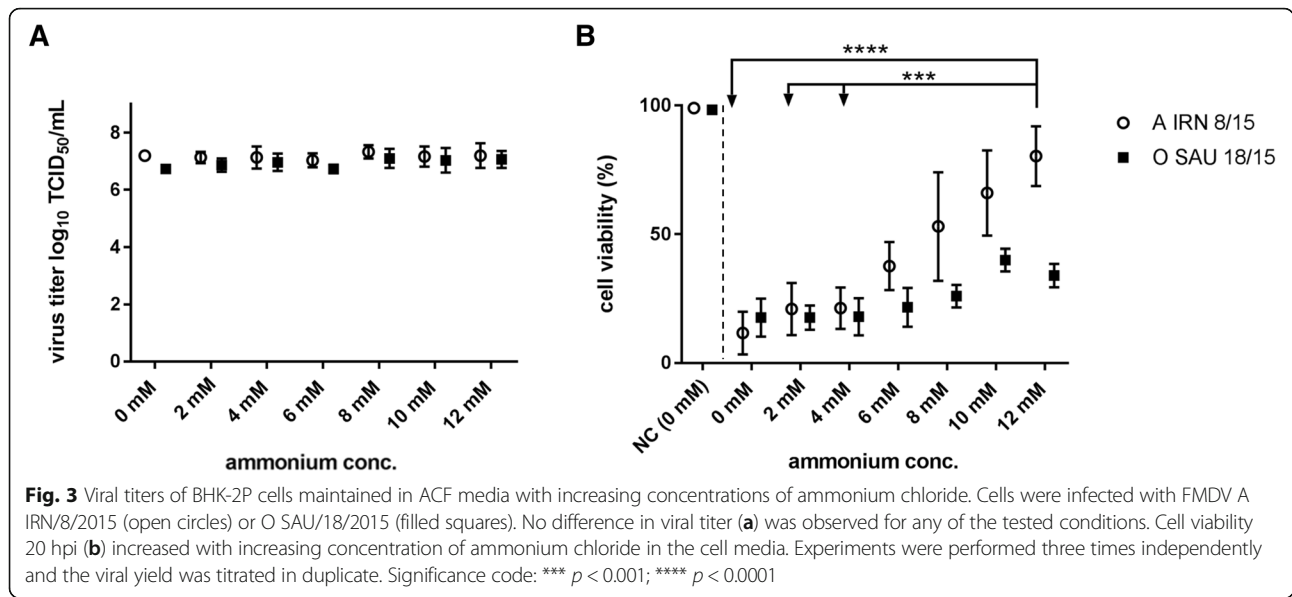 A
virus titer log10 TCID50/mL
8
6
4
2
0
0 mM
2 mM
4 mM
6 mM
8 mM
10 mM
12 mM
ammonium conc.
B
****
***
cell viability (%)
100
50
0
NC (0 mM)
0 mM
2 mM
4 mM
6 mM
8 mM
10 mM
12 mM
ammonium conc.
A IRN 8/15
O SAU 18/15
Fig. 3 Viral titers of BHK-2P cells maintained in ACF media with increasing concentrations of ammonium chloride. Cells were infected with FMDV A
IRN/8/2015 (open circles) or O SAU/18/2015 (filled squares). No difference in viral titer (a) was observed for any of the tested conditions. Cell viability
20 hpi (b) increased with increasing concentration of ammonium chloride in the cell media. Experiments were performed three times independently
and the viral yield was titrated in duplicate. Significance code: *** p < 0.001; **** p < 0.0001